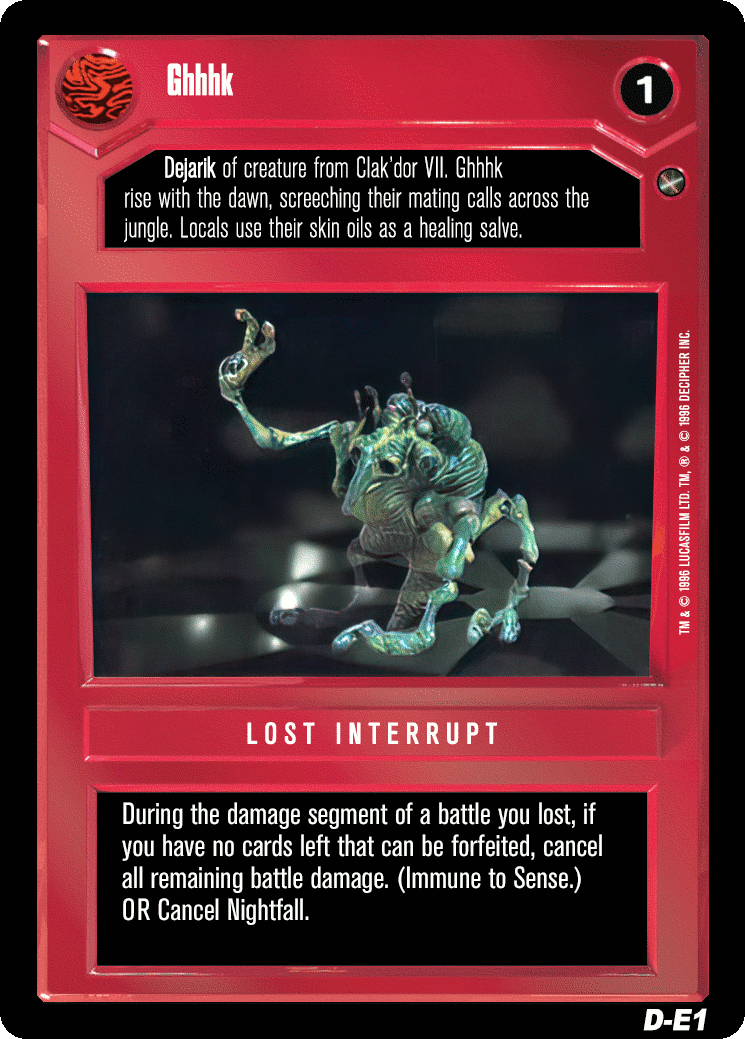 Ghhhk
1
Dejarik of creature from Clak'dor VII. Ghhhk
rise with the dawn, screeching their mating calls across the
jungle. Locals use their skin oils as a healing salve.
TM & © 1996 LUCASFILM LTD. TM, ® & © 1996 DECIPHER INC.
LOST INTERRUPT
During the damage segment of a battle you lost, if
you have no cards left that can be forfeited, cancel
all remaining battle damage. (Immune to Sense.)
OR Cancel Nightfall.
D-E1